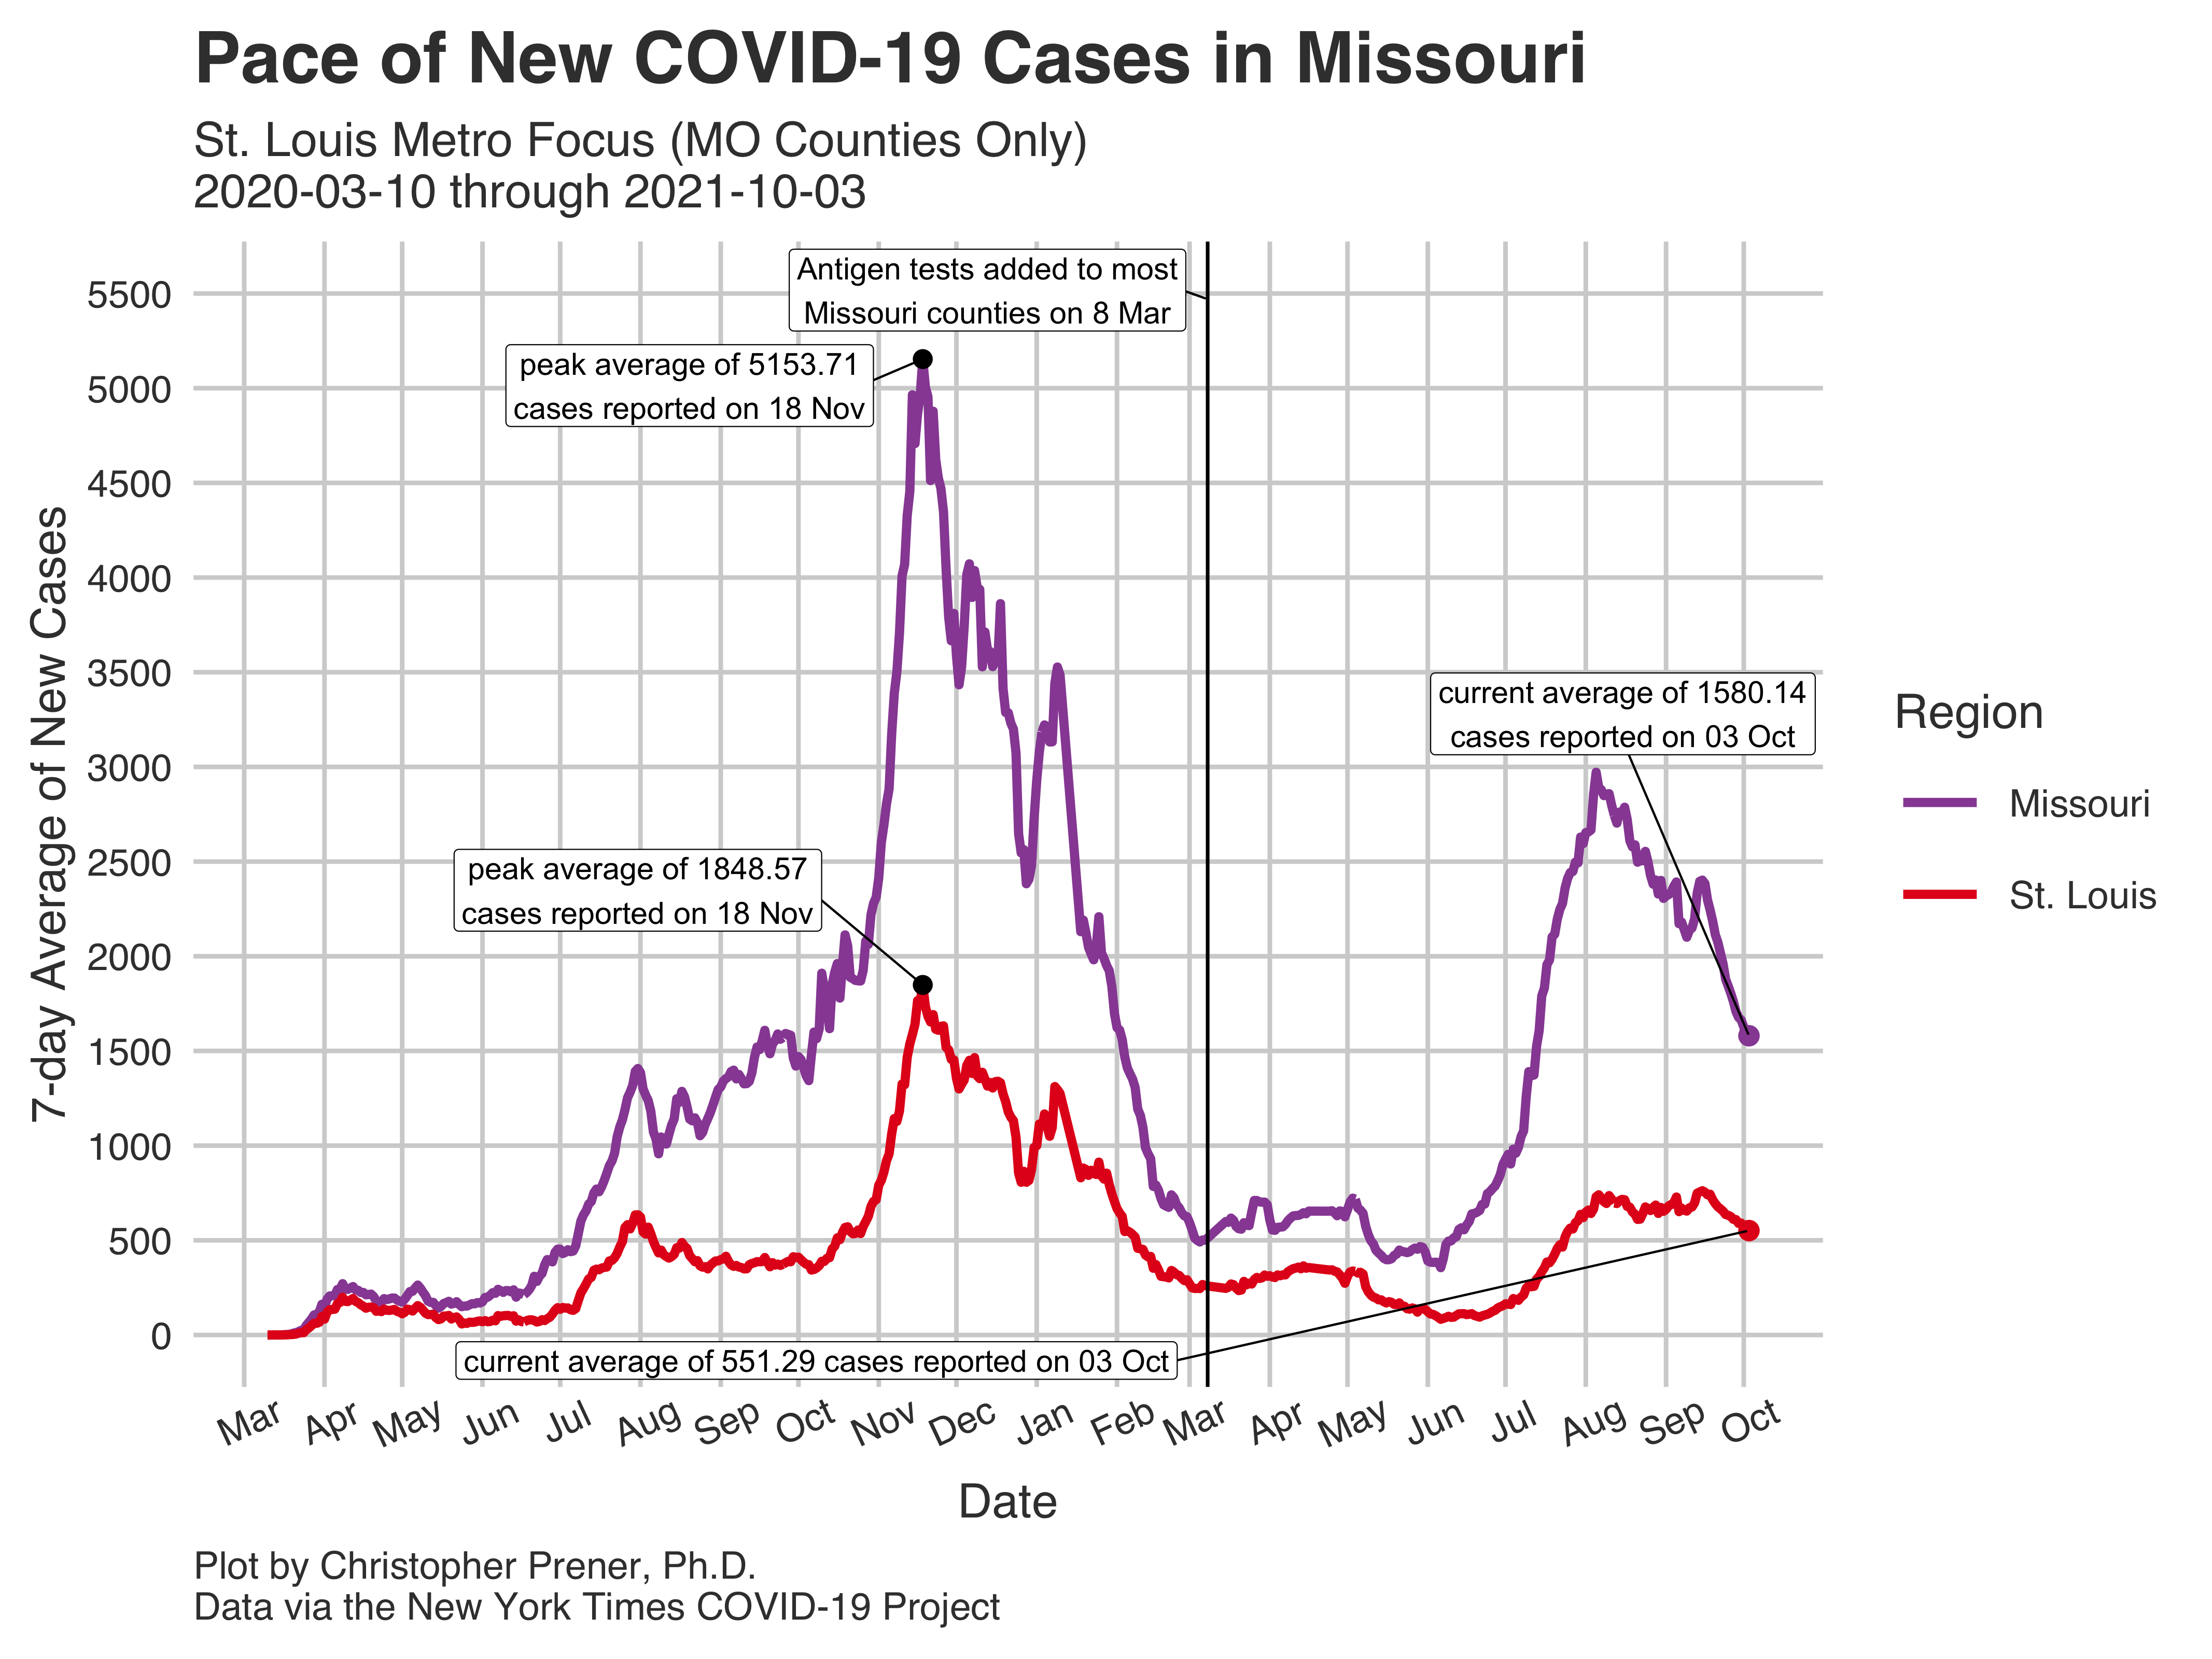 Pace of New COVID-19 Cases in Missouri
St. Louis Metro Focus (MO Counties Only)
2020-03-10 through 2021-10-03
Antigen tests added to most
Missouri counties on 8 Mar
peak average of 5153.71
cases reported on 18 Nov
current average of 1580.14
cases reported on 03 Oct
peak average of 1848.57
cases reported on 18 Nov
current average of 551.29 cases reported on 03 Oct
7-day Average of New Cases
5500
5000
4500
4000
3500
3000
2500
2000
1500
1000
500
0
Mar
Apr
May
Jun
Jul
Aug
Sep
Oct
Nov
Dec
Jan
Feb
Mar
Apr
May
Jun
Jul
Aug
Sep
Oct
Date
Region
Missouri
St. Louis
Plot by Christopher Prener, Ph.D.
Data via the New York Times COVID-19 Project